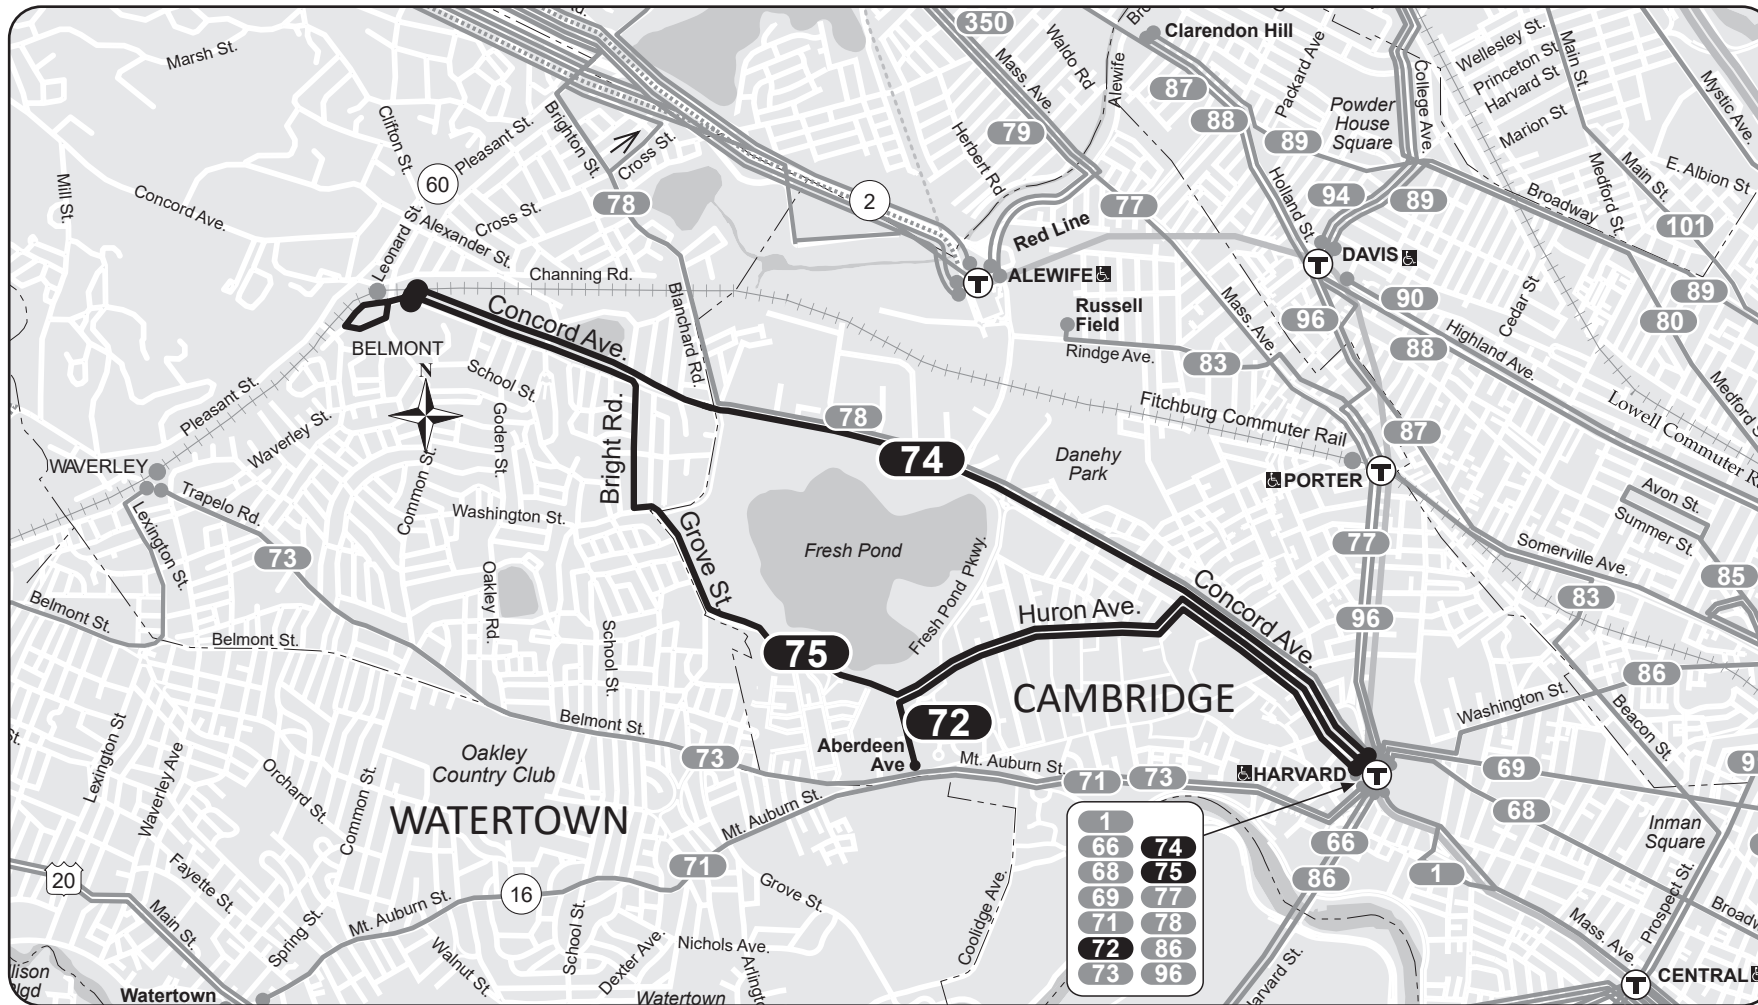 Marsh St.
Rd.
350
Bro
Clarendon Hill
Waldo Rd
Mass. Ave.
Alewife
87
88
Packard Ave
College Ave.
Wellesley St.
Princeton St
Harvard St
Main St.
Mystic Ave.
Powder
House
Square
Marion St
Clifton St.
Pleasant St.
Brighton St.
Cross St.
79
Herbert Rd
89
Medford St.
Main St.
E. Albion St
60
Mill St.
Concord Ave.
Leonard St.
Alexander St.
Cross St.
78
2
77
Holland St.
94
89
Broadway
101
Red Line
ALEWIFE
DAVIS
Channing Rd.
Blanchard Rd.
Russell
Field
Rindge Ave.
Mass. Ave.
90
96
88
Cedar St
Highland Ave.
89
80
Concord Ave.
BELMONT
N
School St.
83
Medford S
Lowell Commuter Ra
Pleasant St.
Waverley St.
Goden St.
Common St.
Bright Rd.
78
74
Danehy
Park
Fitchburg Commuter Rail
87
WAVERLEY
Trapelo Rd.
Lexington St.
Washington St.
T PORTER
Avon St.
Summer St.
Grove St
Fresh Pond
Fresh Pond Pkwy.
77
Somerville Ave.
85
73
Oakley Rd.
Belmont St.
Belmont St.
School St.
75
Huron Ave.
Concord Ave.
96
83
86
CAMBRIDGE
Washington St.
Beacon St.
72
Belmont St.
73
Aberdeen
Ave
Mt. Auburn St.
71
73
HARVARD
T
69
68
9
St.
Lexington St
Waverley Ave
Orchard St.
Common St.
Oakley
Country Club
WATERTOWN
Mt. Auburn St.
1
66
74
68
75
69
77
71
78
72
86
73
96
66
86
1
Inman
Square
Prospect St.
20
Fayette St.
Main St.
Spring St.
Mt. Auburn St.
16
71
Grove St.
Coolidge Ave.
Mass. Ave.
Broadw
Walnut St.
School St.
Dexter Ave.
Nichols Ave.
Arlingt
Harvard St.
llison
Plgd
Watertown
Watertown
T
CENTRAL